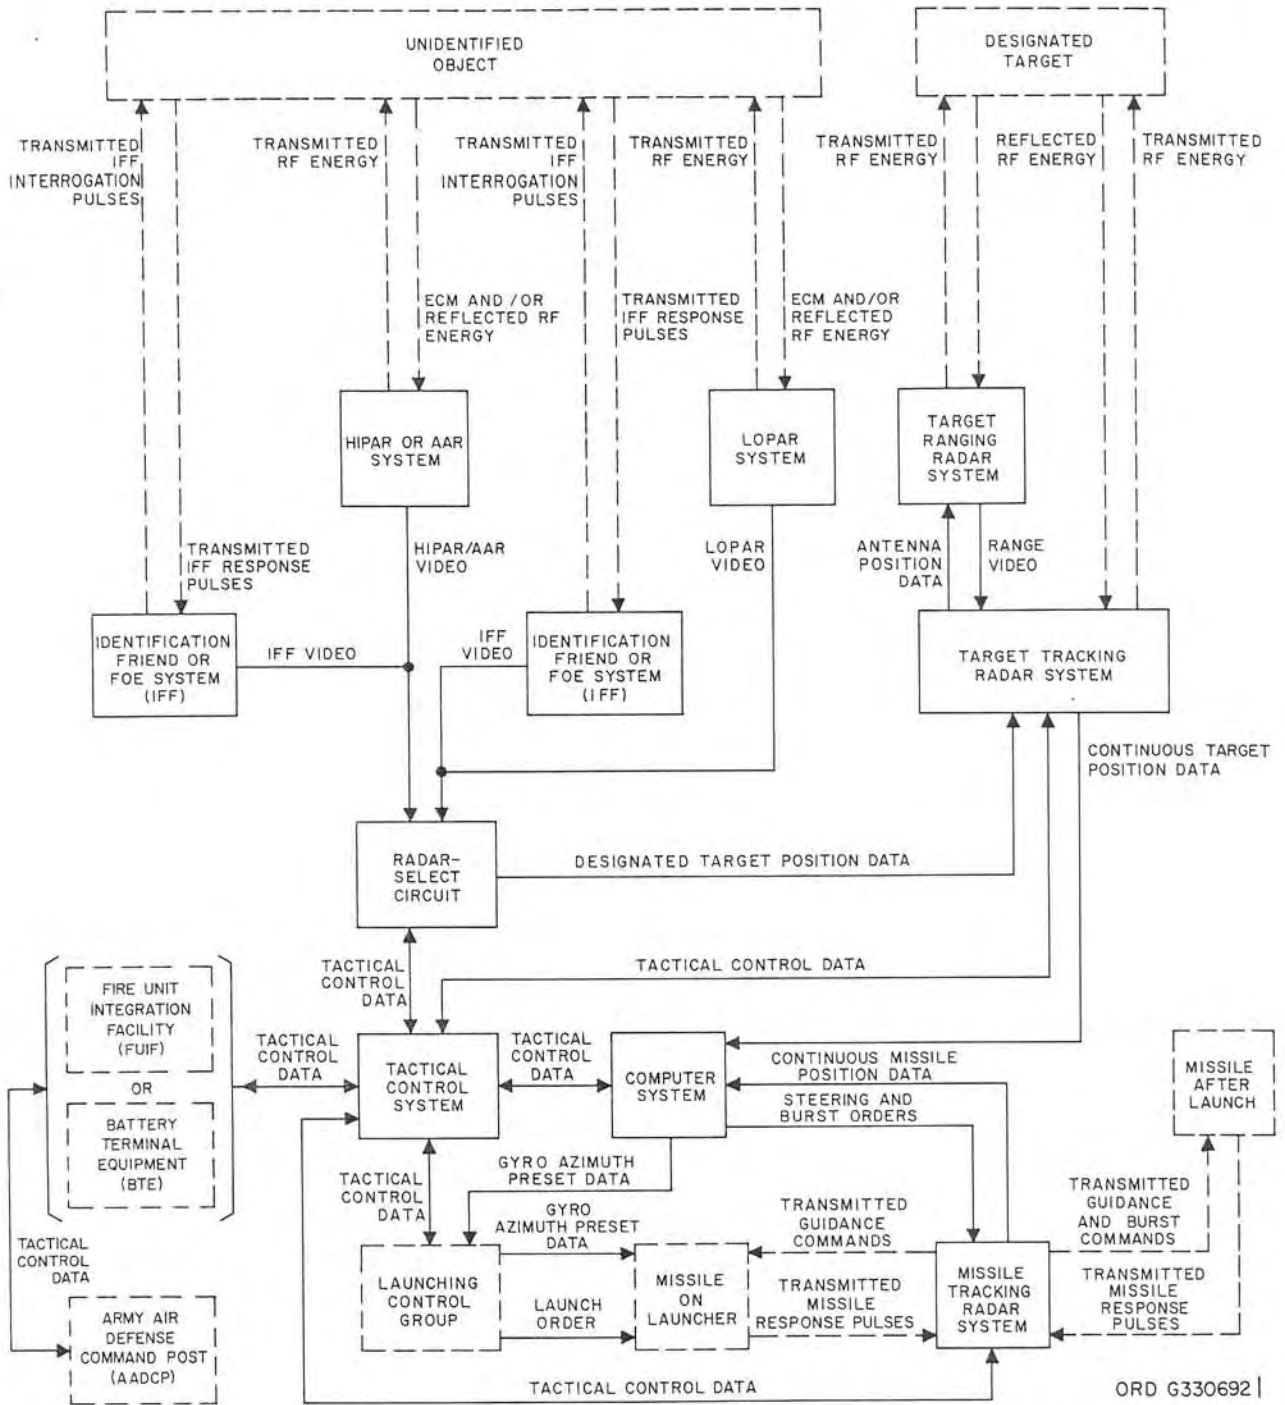 UNIDENTIFIED
OBJECT
DESIGNATED
TARGET
TRANSMITTED
IFF
INTERROGATION
PULSES
TRANSMITTED
RF ENERGY
TRANSMITTED
IFF
INTERROGATION
PULSES
TRANSMITTED
RF ENERGY
TRANSMITTED
RF ENERGY
REFLECTED
RF ENERGY
TRANSMITTED
RF ENERGY
ECM AND/OR
REFLECTED RF
ENERGY
TRANSMITTED
IFF RESPONSE
PULSES
ECM AND/OR
REFLECTED
RF ENERGY
HIPAR OR AAR
SYSTEM
LOPAR
SYSTEM
TARGET
RANGING
RADAR
SYSTEM
TRANSMITTED
IFF RESPONSE
PULSES
HIPAR/AAR
VIDEO
LOPAR
VIDEO
ANTENNA
POSITION
DATA
RANGE
VIDEO
IDENTIFICATION
FRIEND OR
FOE SYSTEM
(IFF)
IFF VIDEO
IFF
VIDEO
IDENTIFICATION
FRIEND OR
FOE SYSTEM
(IFF)
TARGET TRACKING
RADAR SYSTEM
CONTINUOUS TARGET
POSITION DATA
RADAR-
SELECT
CIRCUIT
DESIGNATED TARGET POSITION DATA
TACTICAL
CONTROL
DATA
TACTICAL CONTROL DATA
FIRE UNIT
INTEGRATION
FACILITY
(FUIF)
OR
BATTERY
TERMINAL
EQUIPMENT
(BTE)
TACTICAL
CONTROL
DATA
TACTICAL
CONTROL
SYSTEM
TACTICAL
CONTROL
DATA
COMPUTER
SYSTEM
CONTINUOUS MISSILE
POSITION DATA
STEERING AND
BURST ORDERS
MISSILE
AFTER
LAUNCH
TACTICAL
CONTROL
DATA
GYRO AZIMUTH
PRESET DATA
GYRO
AZIMUTH PRESET
DATA
TRANSMITTED
GUIDANCE
COMMANDS
TRANSMITTED
GUIDANCE
AND BURST
COMMANDS
TACTICAL
CONTROL
DATA
LAUNCHING
CONTROL
GROUP
LAUNCH
ORDER
MISSILE
ON
LAUNCHER
TRANSMITTED
MISSILE
RESPONSE PULSES
MISSILE
TRACKING
RADAR
SYSTEM
TRANSMITTED
MISSILE
RESPONSE
PULSES
ARMY AIR
DEFENSE
COMMAND POST
(AADCP)
TACTICAL CONTROL DATA
ORD G330692